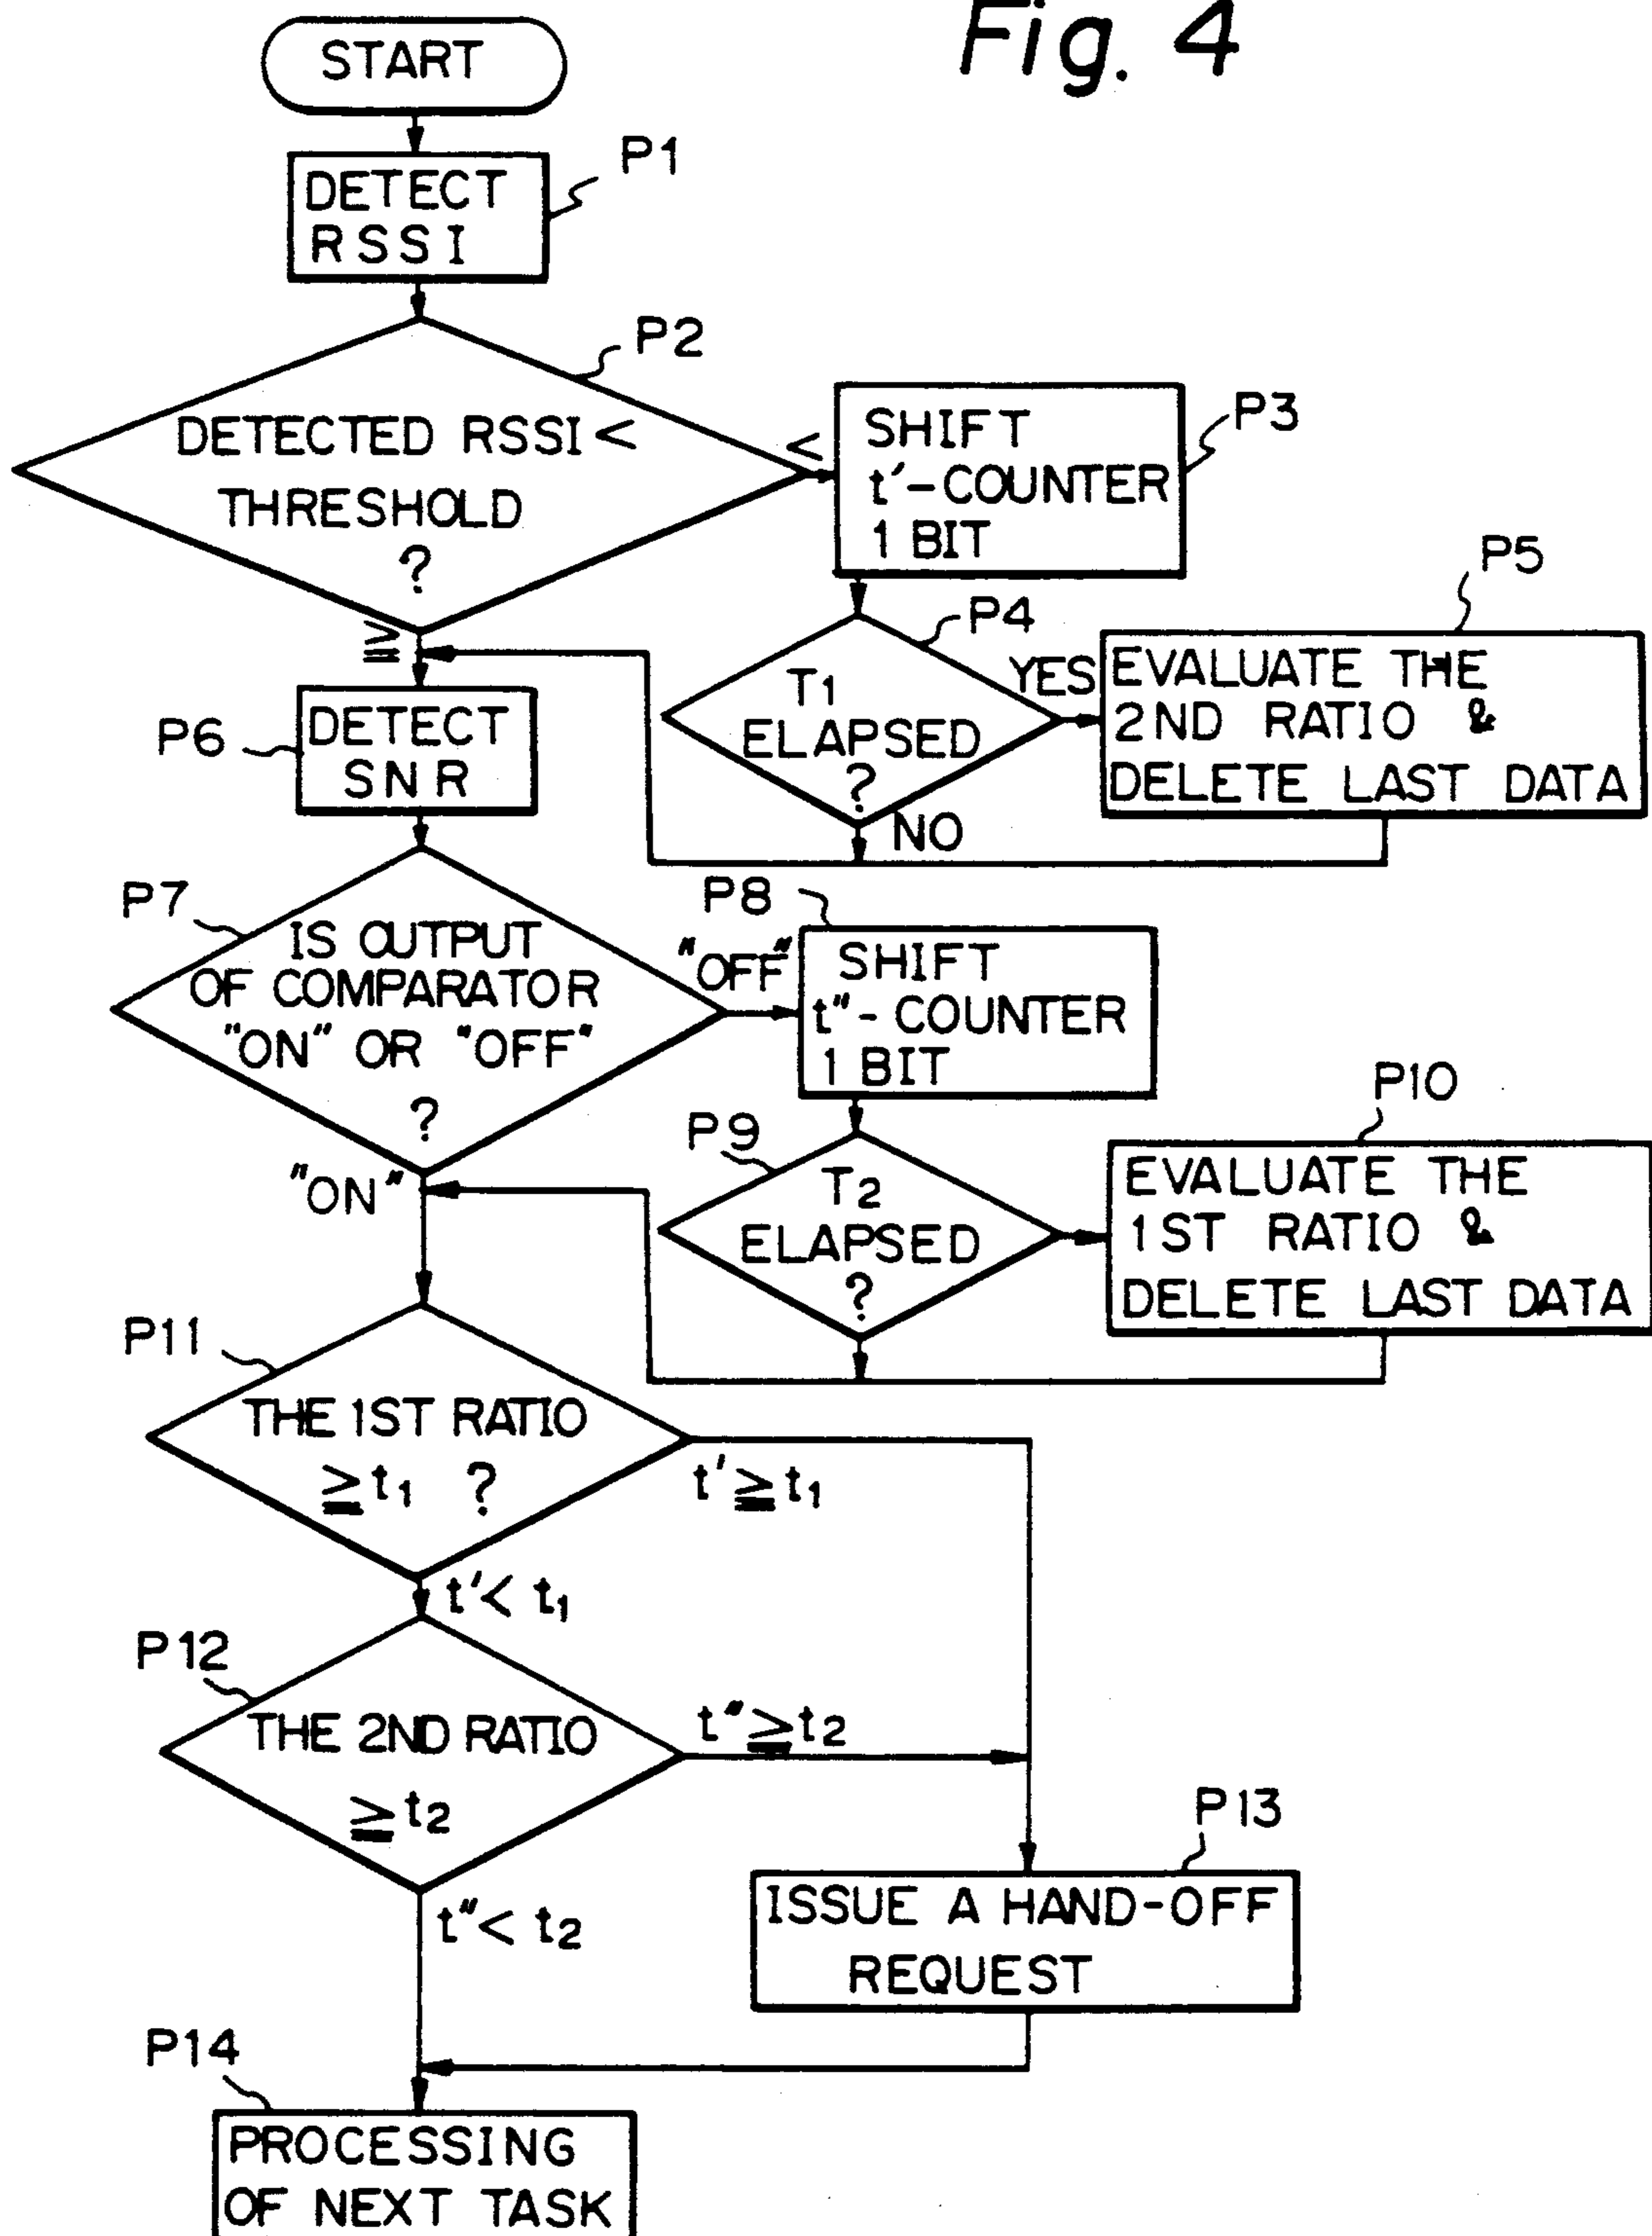 Fig. 4
START
P1
DETECT
RSSI
P2
DETECTED RSSI <
THRESHOLD
?
<
≧
P3
SHIFT
t'-COUNTER
1 BIT
P4
T1
ELAPSED
?
YES
NO
P5
EVALUATE THE
2ND RATIO &
DELETE LAST DATA
P6
DETECT
SNR
P7
IS OUTPUT
OF COMPARATOR
"ON" OR "OFF"
?
"OFF"
"ON"
P8
SHIFT
t"-COUNTER
1 BIT
P9
T2
ELAPSED
?
P10
EVALUATE THE
1ST RATIO &
DELETE LAST DATA
P11
THE 1ST RATIO
≧ t1 ?
t' ≧ t1
t' < t1
P12
THE 2ND RATIO
≧ t2
t" ≧ t2
t" < t2
P13
ISSUE A HAND-OFF
REQUEST
P14
PROCESSING
OF NEXT TASK